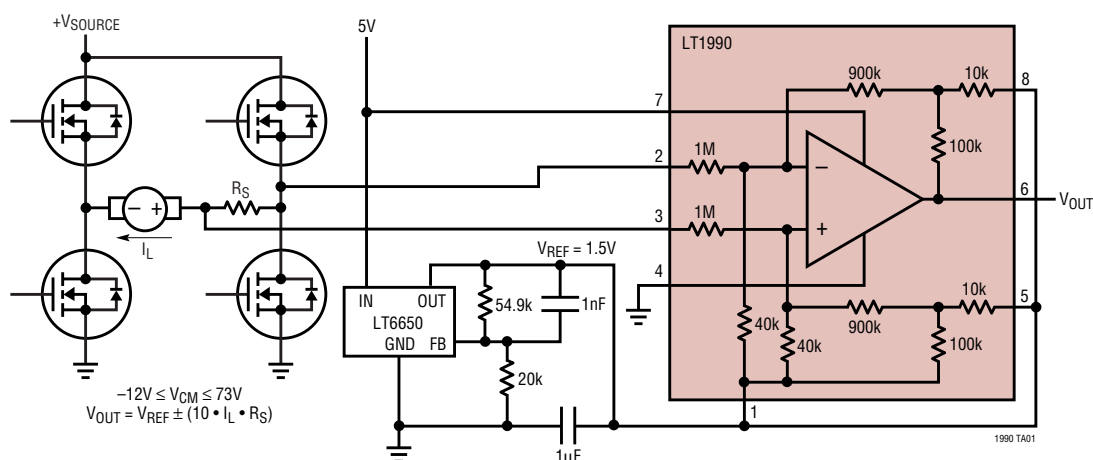 +VSOURCE
5V
LT1990
900k
10k
8
7
100k
1M
2
–
RS
6
VOUT
– +
3
1M
+
IL
VREF = 1.5V
4
10k
5
IN
OUT
54.9k
1nF
900k
LT6650
40k
40k
100k
GND
FB
20k
–12V ≤ VCM ≤ 73V
VOUT = VREF ± (10 • IL • RS)
1
1µF
1990 TA01